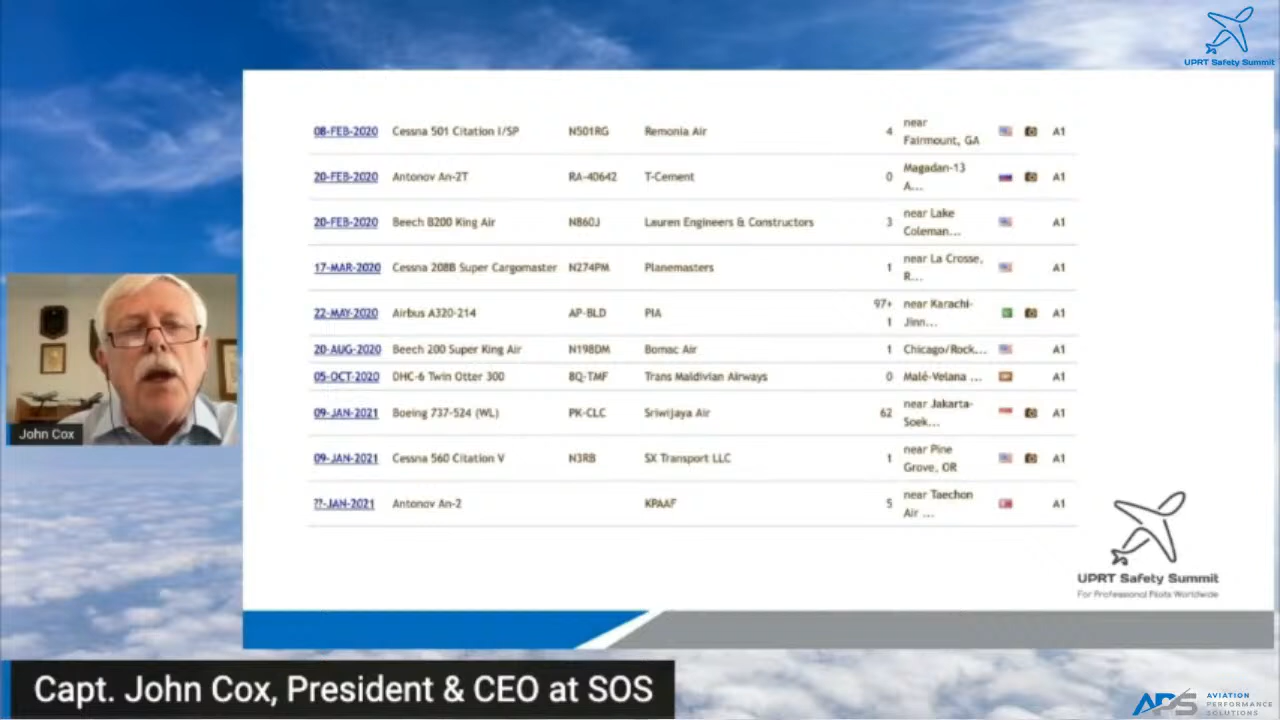 UPRT Safety Summit
08-FEB-2020 Cessna 501 Citation I/SP N501RG Remonia Air 4 near Fairmount, GA A1
20-FEB-2020 Antonov An-2T RA-40642 T-Cement 0 Magadan-13 A... A1
20-FEB-2020 Beech B200 King Air N860J Lauren Engineers & Constructors 3 near Lake Coleman... A1
17-MAR-2020 Cessna 208B Super Cargomaster N274PM Planemasters 1 near La Crosse, R... A1
22-MAY-2020 Airbus A320-214 AP-BLD PIA 97+ 1 near Karachi-Jinn... A1
20-AUG-2020 Beech 200 Super King Air N198DM Bomac Air 1 Chicago/Rock... A1
05-OCT-2020 DHC-6 Twin Otter 300 8Q-TMF Trans Maldivian Airways 0 Malé-Velana ... A1
09-JAN-2021 Boeing 737-524 (WL) PK-CLC Sriwijaya Air 62 near Jakarta-Soek... A1
09-JAN-2021 Cessna 560 Citation V N3RB SX Transport LLC 1 near Pine Grove, OR A1
??-JAN-2021 Antonov An-2 KPAAF 5 near Taechon Air ... A1
John Cox
UPRT Safety Summit
For Professional Pilots Worldwide
Capt. John Cox, President & CEO at SOS
APS AVIATION
PERFORMANCE
SOLUTIONS